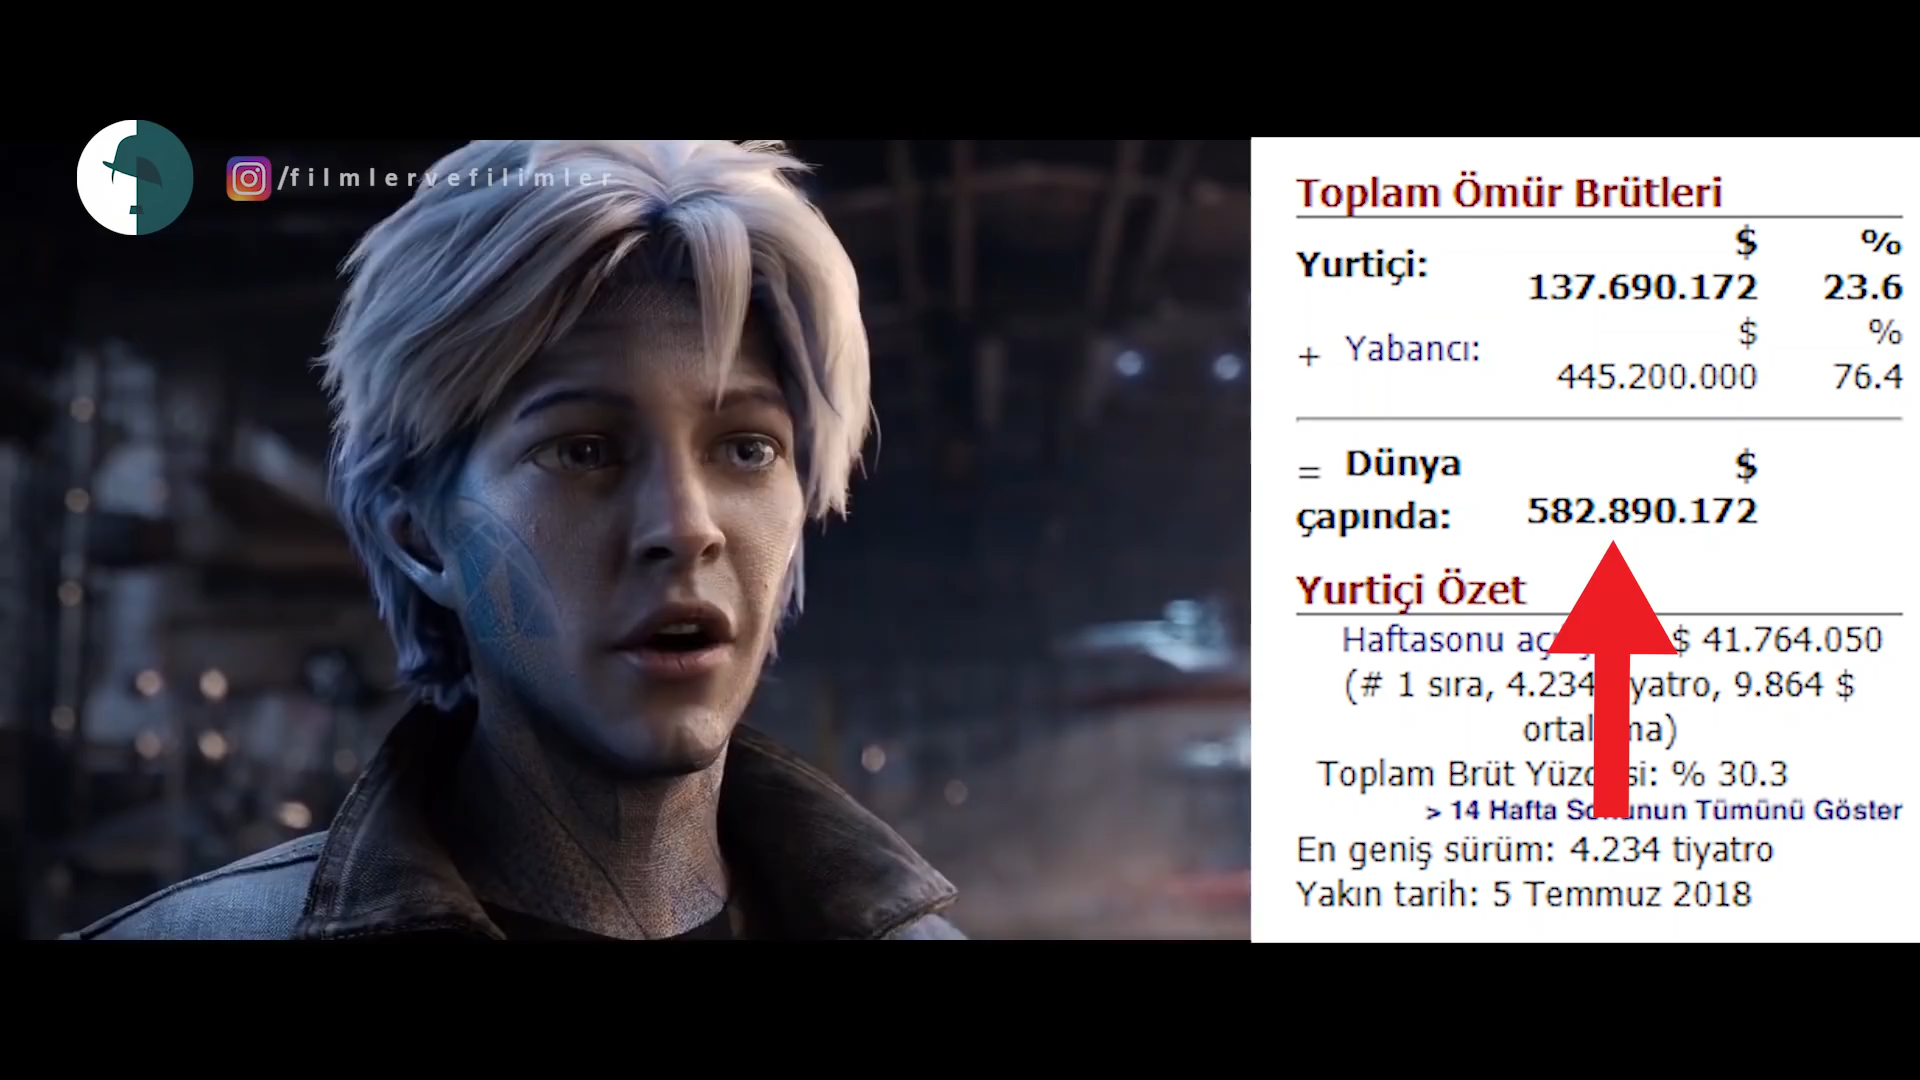 /filmlervefilimler
Toplam Ömür Brütleri
$ %
Yurtiçi: 137.690.172 23.6
$ %
+ Yabancı: 445.200.000 76.4
= Dünya $
çapında: 582.890.172
Yurtiçi Özet
Haftasonu $ 41.764.050
(# 1 sıra, 4.234 9.864 $
Toplam Brüt % 30.3
> 14 Hafta Tümünü Göster
En geniş sürüm: 4.234 tiyatro
Yakın tarih: 5 Temmuz 2018